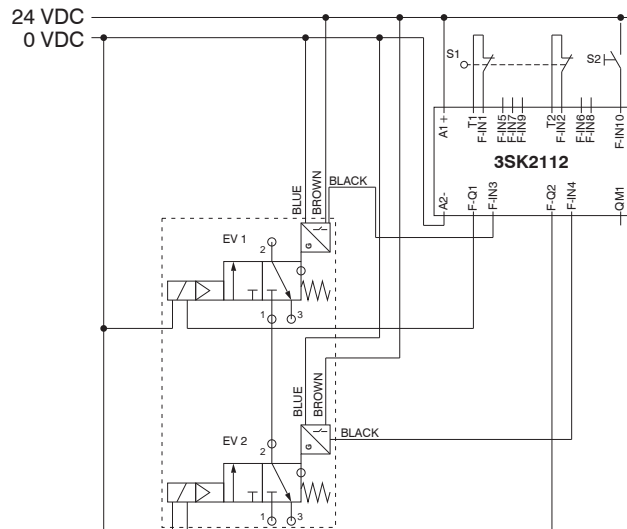 24 VDC
0 VDC
S1
S2
A1+
T1
F-IN1
F-IN5
F-IN7
F-IN9
T2
F-IN2
F-IN6
F-IN8
F-IN10
3SK2112
A2-
F-Q1
F-IN3
F-Q2
F-IN4
QM1
BLUE
BROWN
BLACK
EV 1
2
G
1
3
BLUE
BROWN
BLACK
EV 2
2
G
1
3